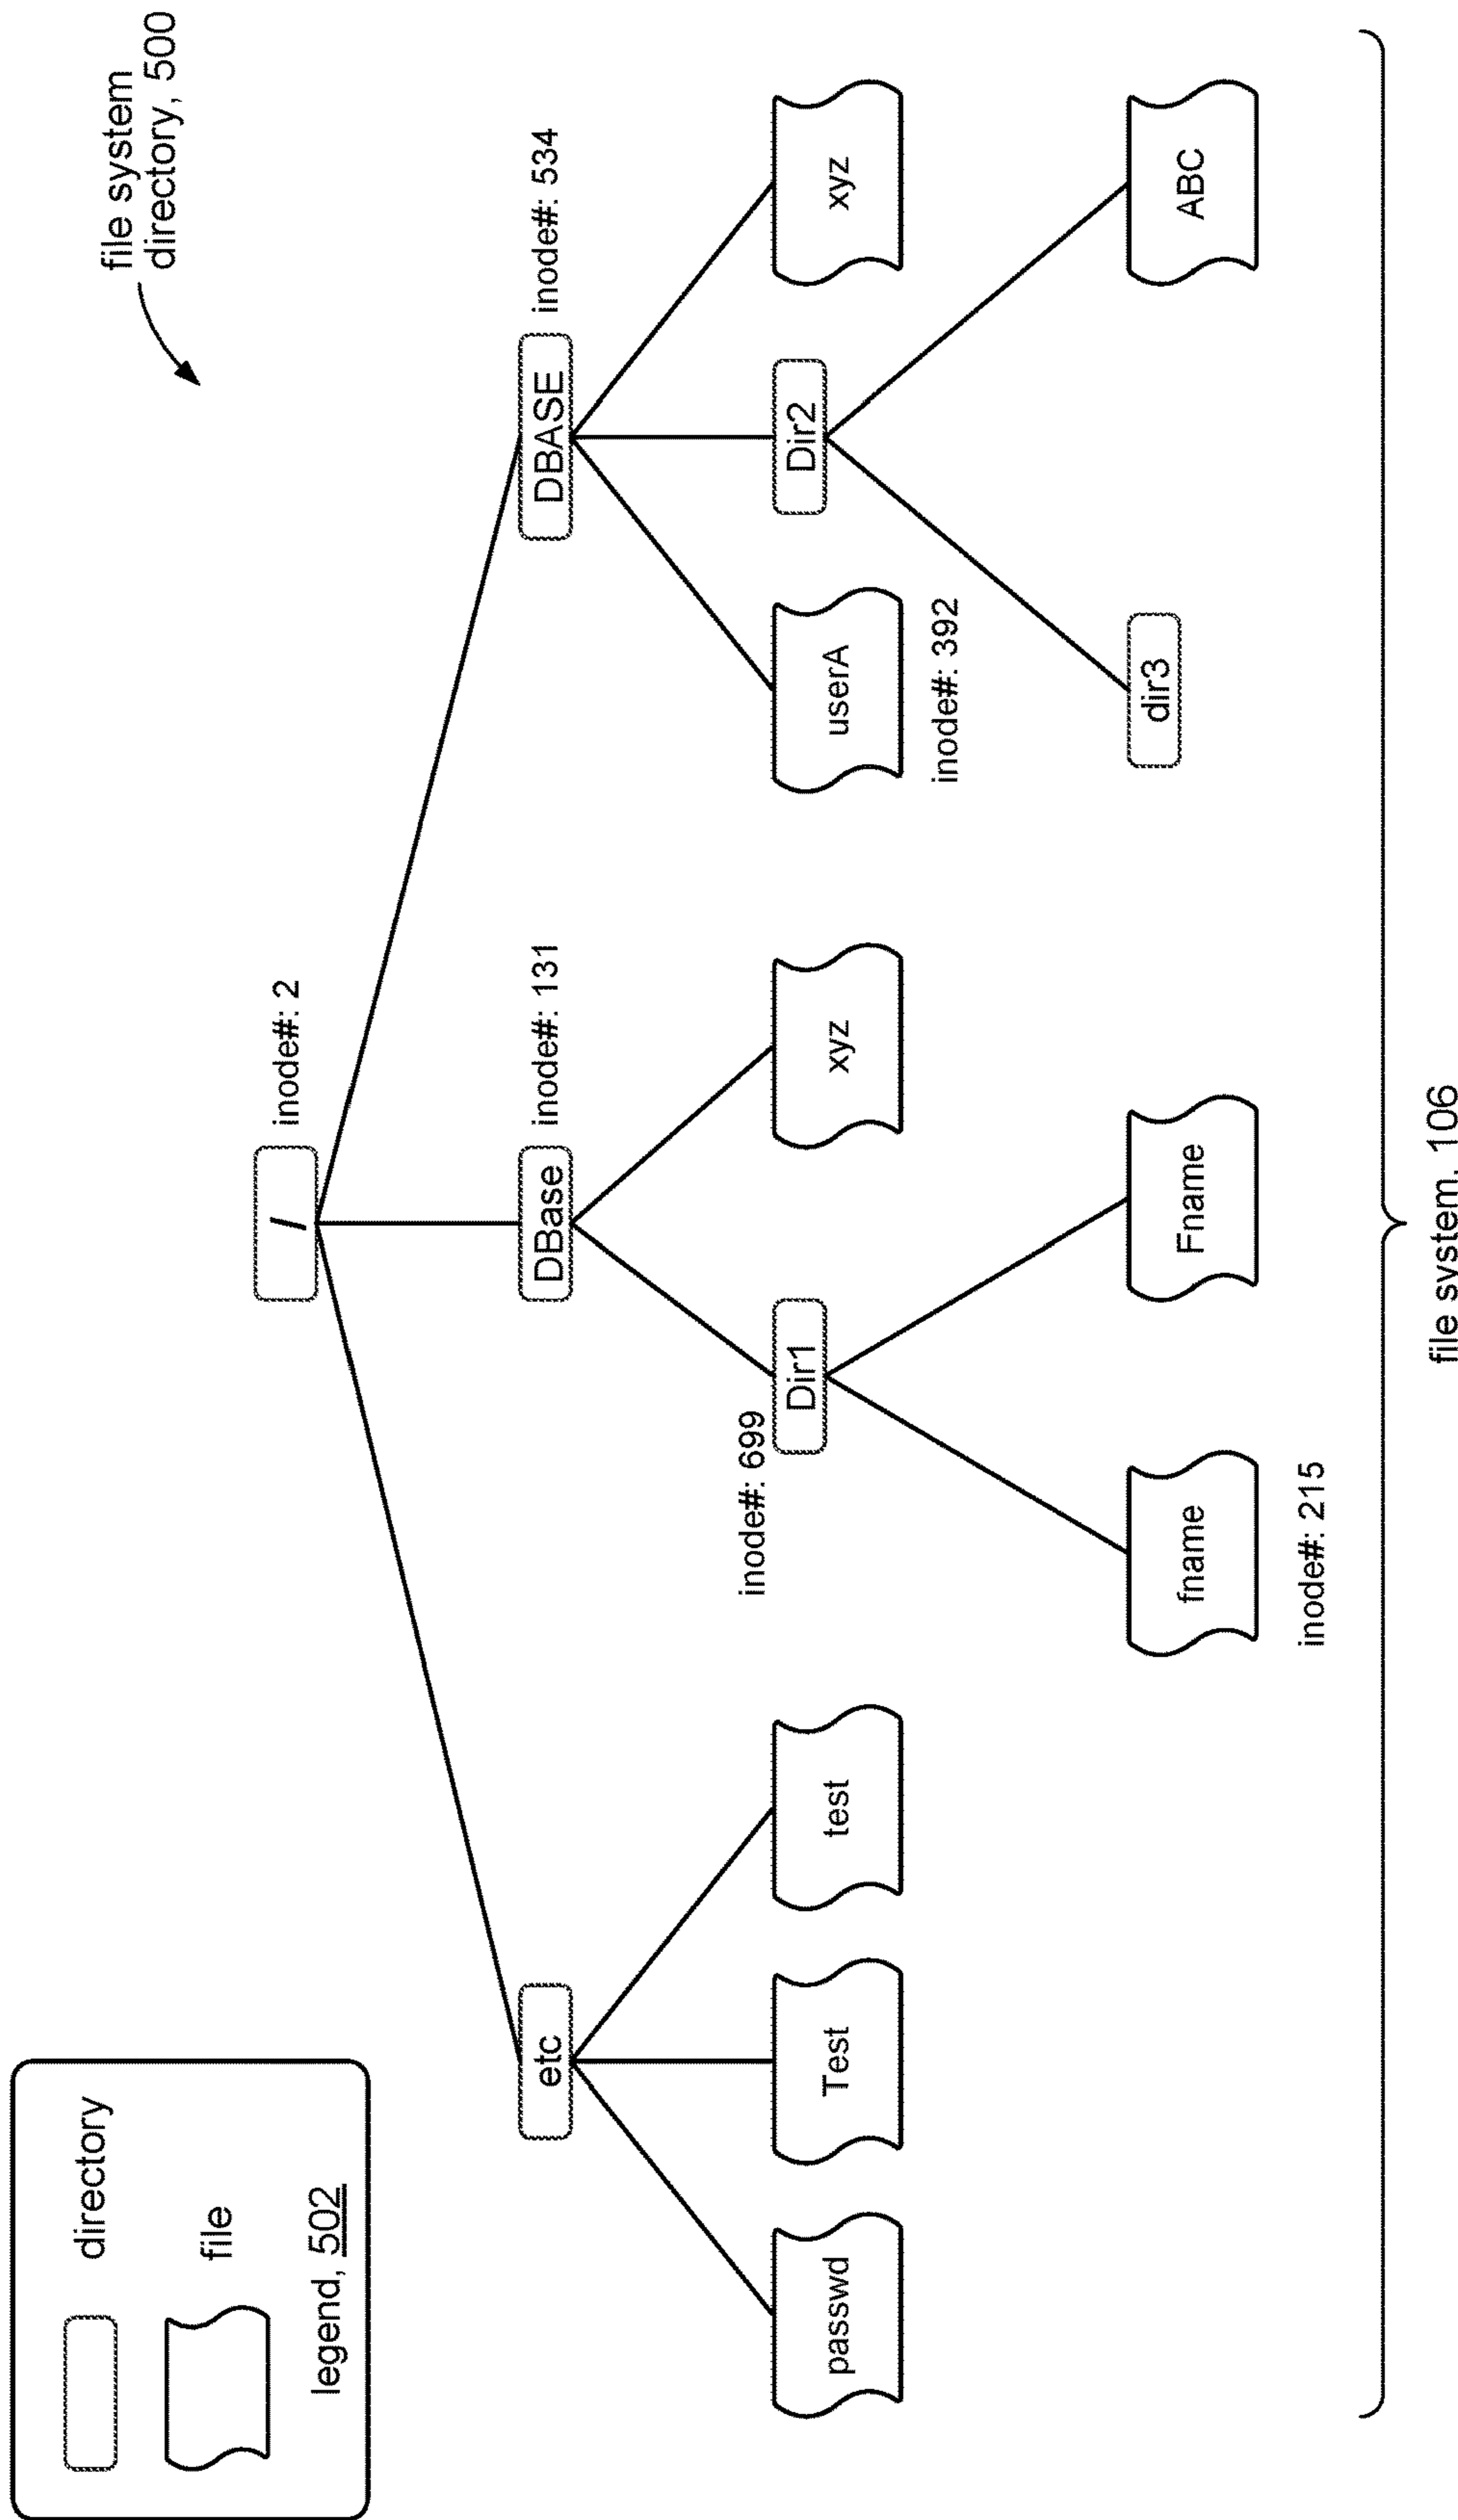 directory
file
legend, 502
file system
directory, 500
/
inode#: 2
etc
DBase
inode#: 131
DBASE
inode#: 534
passwd
Test
test
inode#: 699
Dir1
xyz
userA
inode#: 392
Dir2
xyz
fname
inode#: 215
Fname
dir3
ABC
file system, 106